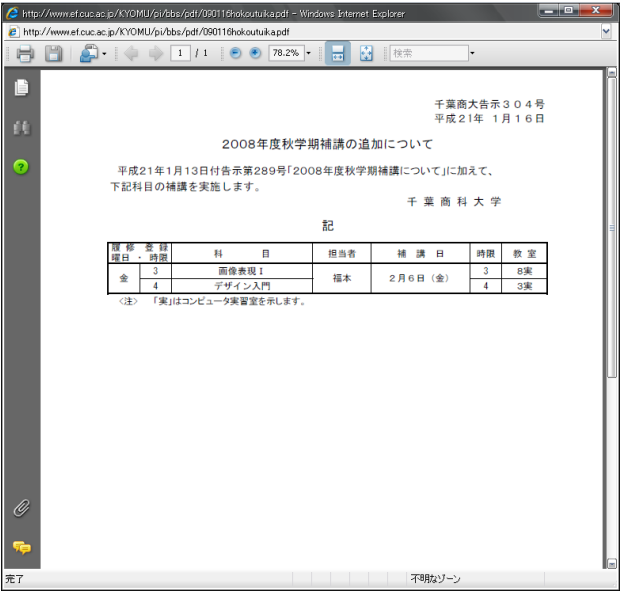 http://www.ef.cuc.ac.jp/KYOMU/pi/bbs/pdf/090116hokoutuika.pdf - Windows Internet Explorer
http://www.ef.cuc.ac.jp/KYOMU/pi/bbs/pdf/090116hokoutuika.pdf
1 / 1 78.2% 検索
千葉商大告示３０４号
平成２１年 １月１６日
2008年度秋学期補講の追加について
平成21年1月13日付告示第289号「2008年度秋学期補講について」に加えて、
下記科目の補講を実施します。
千 葉 商 科 大 学
記
履 修 登 録 科 目 担当者 補 講 日 時限 教 室
曜日 ・ 時限
金 3 画像表現Ⅰ 福本 2月6日（金） 3 8実
4 デザイン入門 4 3実
〈注〉 「実」はコンピュータ実習室を示します。
完了 不明なゾーン